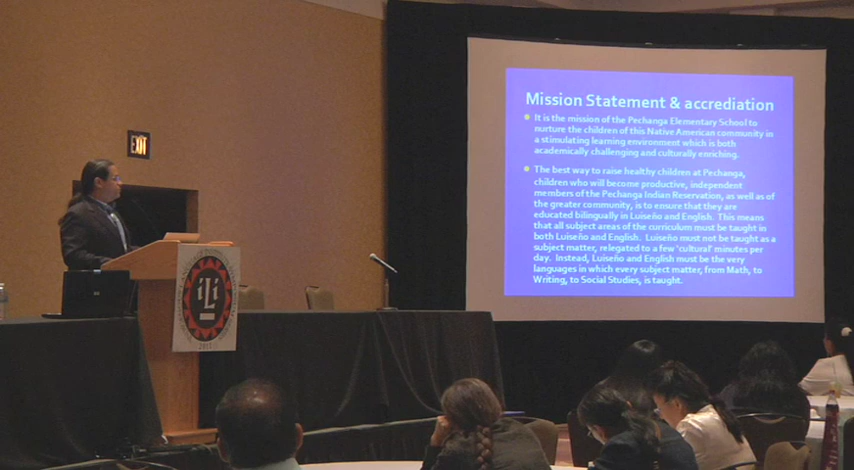 EXIT
Mission Statement & accrediation
It is the mission of the Pechanga Elementary School to
nurture the children of this Native American community in
a stimulating learning environment which is both
academically challenging and culturally enriching.
The best way to raise healthy children at Pechanga,
children who will become productive, independent
members of the Pechanga Indian Reservation, as well as of
the greater community, is to ensure that they are
educated bilingually in Luiseño and English. This means
that all subject areas of the curriculum must be taught in
both Luiseño and English. Luiseño must not be taught as a
subject matter, relegated to a few 'cultural' minutes per
day. Instead, Luiseño and English must be the very
languages in which every subject matter, from Math, to
Writing, to Social Studies, is taught.
iLi